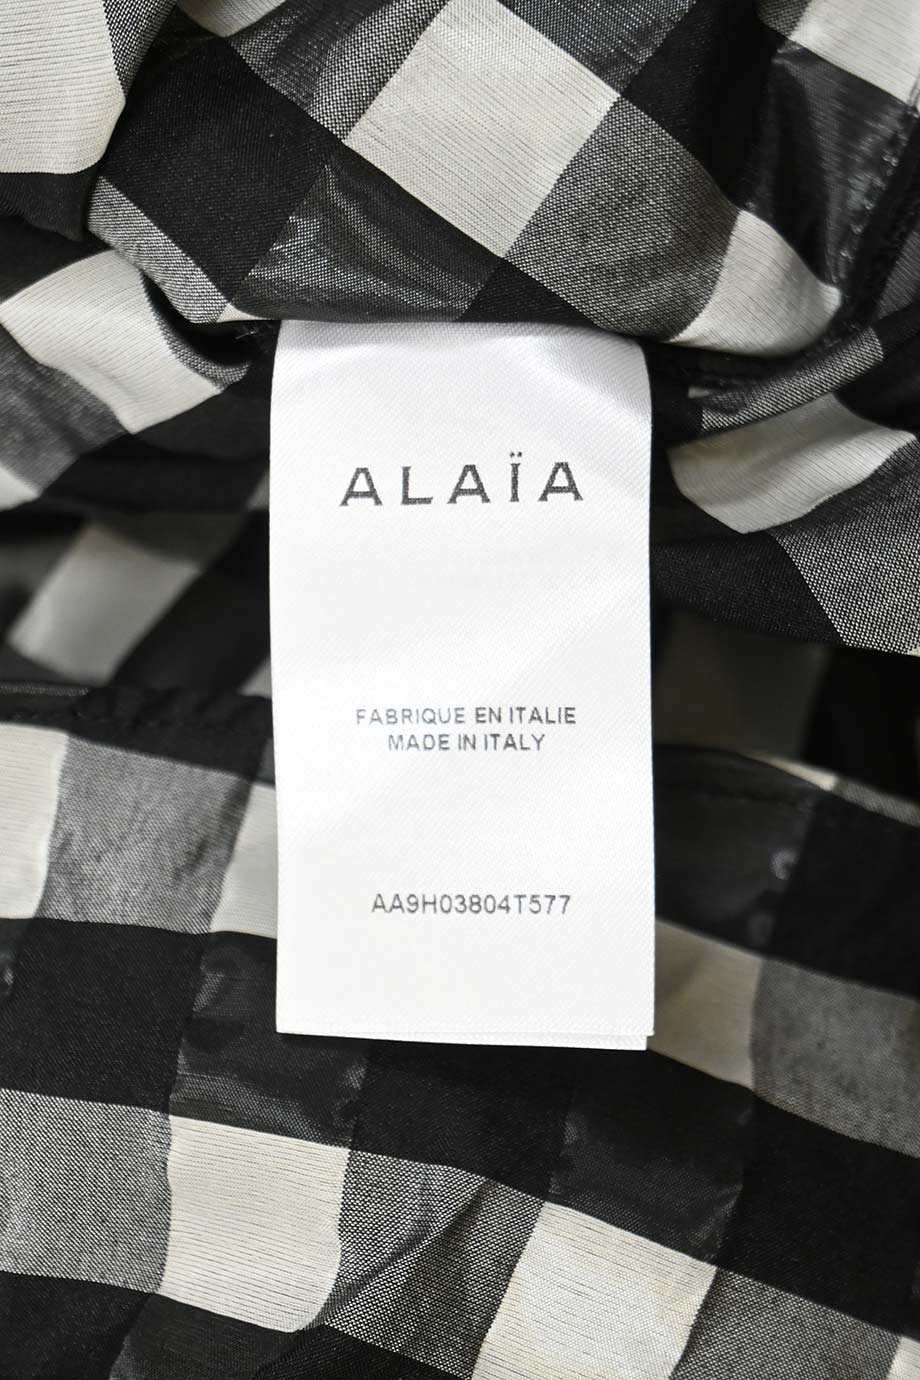 ALAÏA
FABRIQUE EN ITALIE
MADE IN ITALY
AA9H03804T577